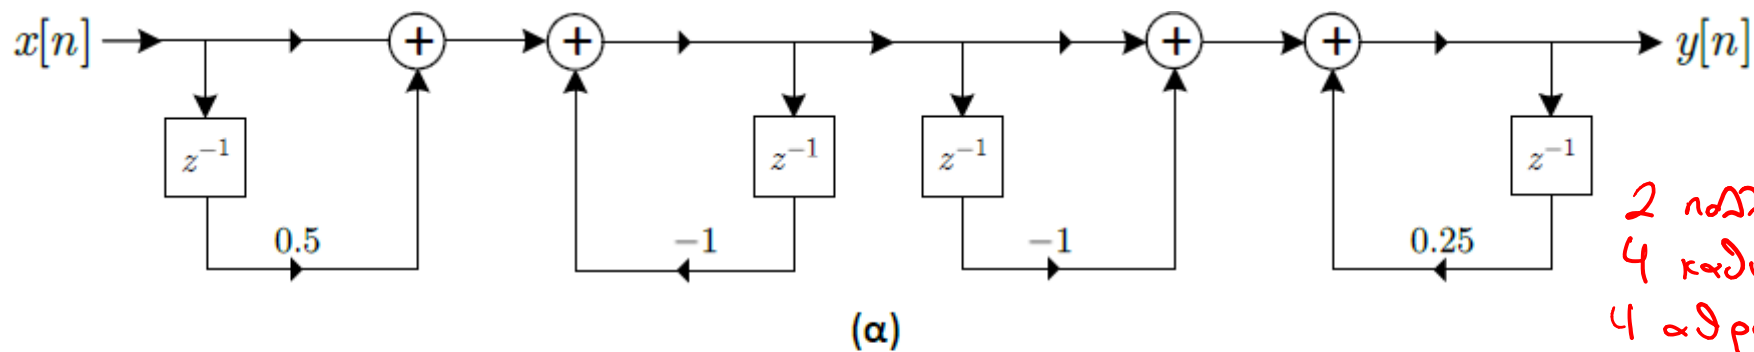 x[n] + + + + y[n]
z⁻¹ z⁻¹ z⁻¹ z⁻¹
0.5 −1 −1 0.25
2
4
4
(α)